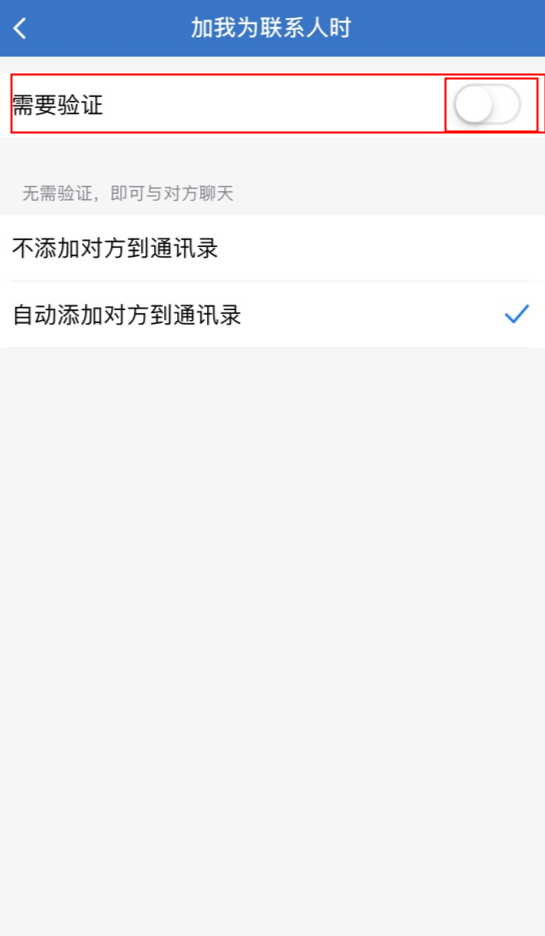 加我为联系人时
需要验证
无需验证，即可与对方聊天
不添加对方到通讯录
自动添加对方到通讯录